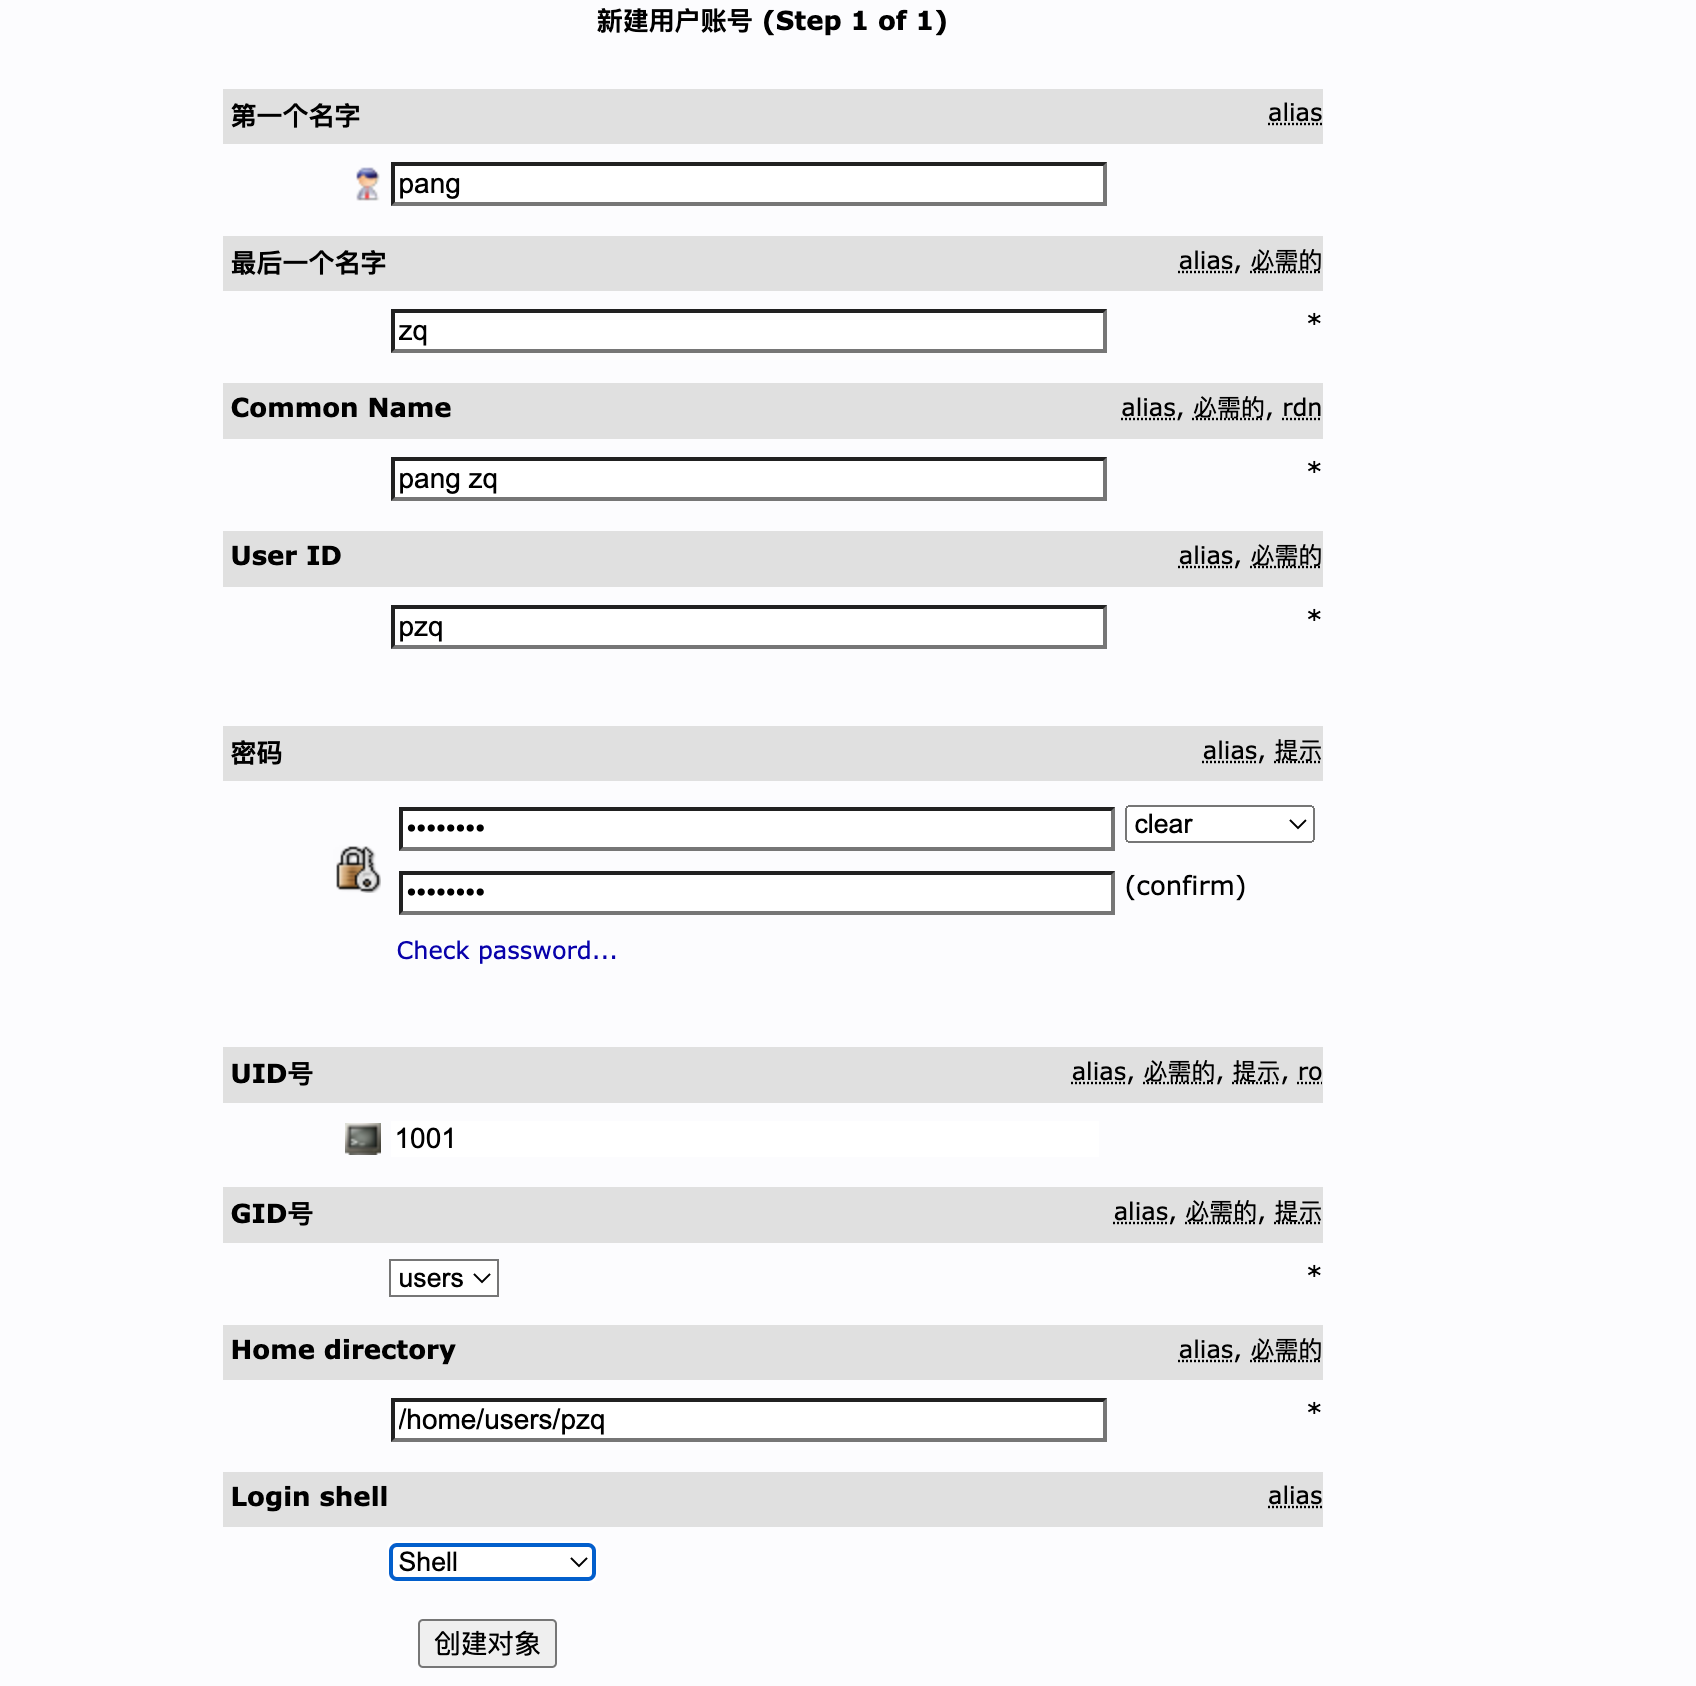 新建用户账号 (Step 1 of 1)
第一个名字 alias
pang
最后一个名字 alias, 必需的
zq *
Common Name alias, 必需的, rdn
pang zq *
User ID alias, 必需的
pzq *
密码 alias, 提示
•••••••• clear
•••••••• (confirm)
Check password...
UID号 alias, 必需的, 提示, ro
1001
GID号 alias, 必需的, 提示
users *
Home directory alias, 必需的
/home/users/pzq *
Login shell alias
Shell
创建对象